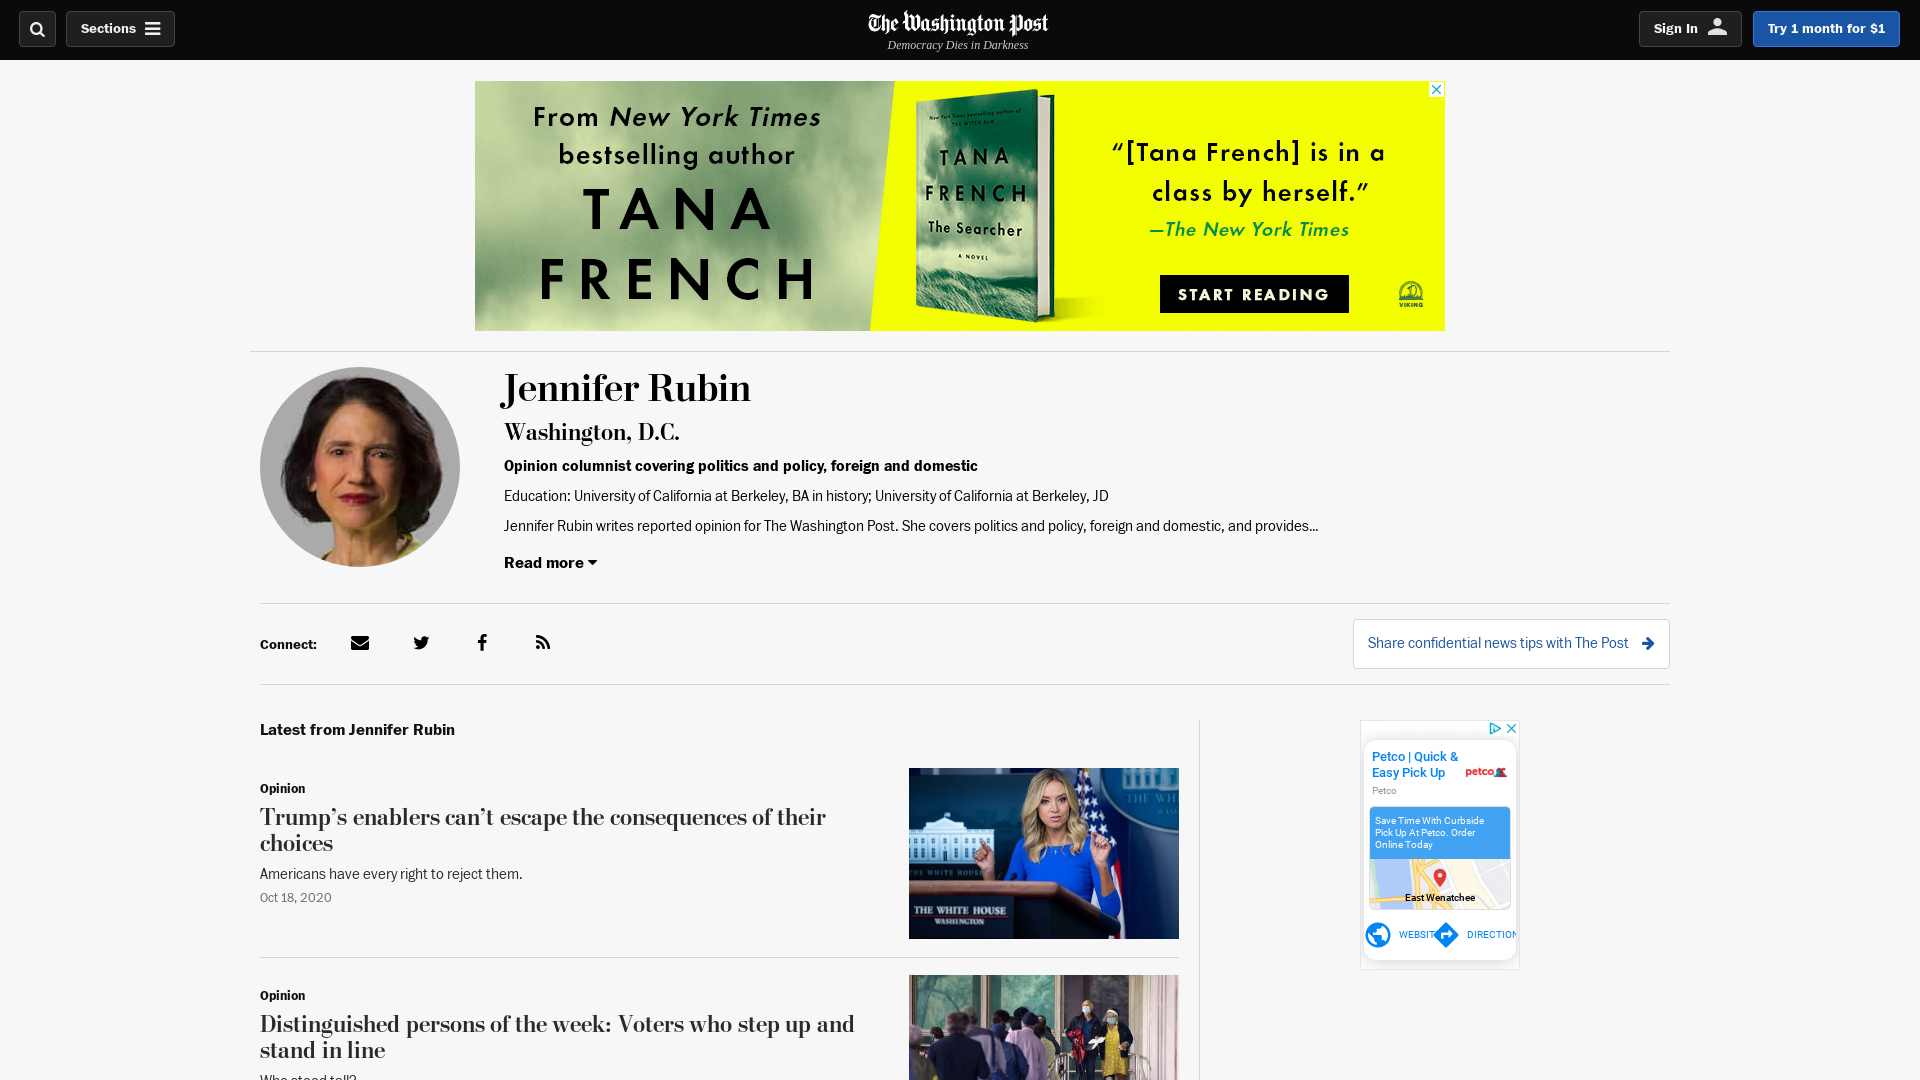 Sections
The Washington Post
Democracy Dies in Darkness
Sign In
Try 1 month for $1
From New York Times
bestselling author
TANA
FRENCH
New York Times bestselling author of
THE WITCH ELM
TANA
FRENCH
The Searcher
A NOVEL
“[Tana French] is in a
class by herself.”
—The New York Times
START READING
VIKING
Jennifer Rubin
Washington, D.C.
Opinion columnist covering politics and policy, foreign and domestic
Education: University of California at Berkeley, BA in history; University of California at Berkeley, JD
Jennifer Rubin writes reported opinion for The Washington Post. She covers politics and policy, foreign and domestic, and provides...
Read more
Connect:
Share confidential news tips with The Post
Latest from Jennifer Rubin
Opinion
Trump’s enablers can’t escape the consequences of their
choices
Americans have every right to reject them.
Oct 18, 2020
THE WHITE HOUSE
WASHINGTON
Opinion
Distinguished persons of the week: Voters who step up and
stand in line
Who stood tall?
Petco | Quick &
Easy Pick Up
petco
Petco
Save Time With Curbside
Pick Up At Petco. Order
Online Today
East Wenatchee
WEBSIT
DIRECTION